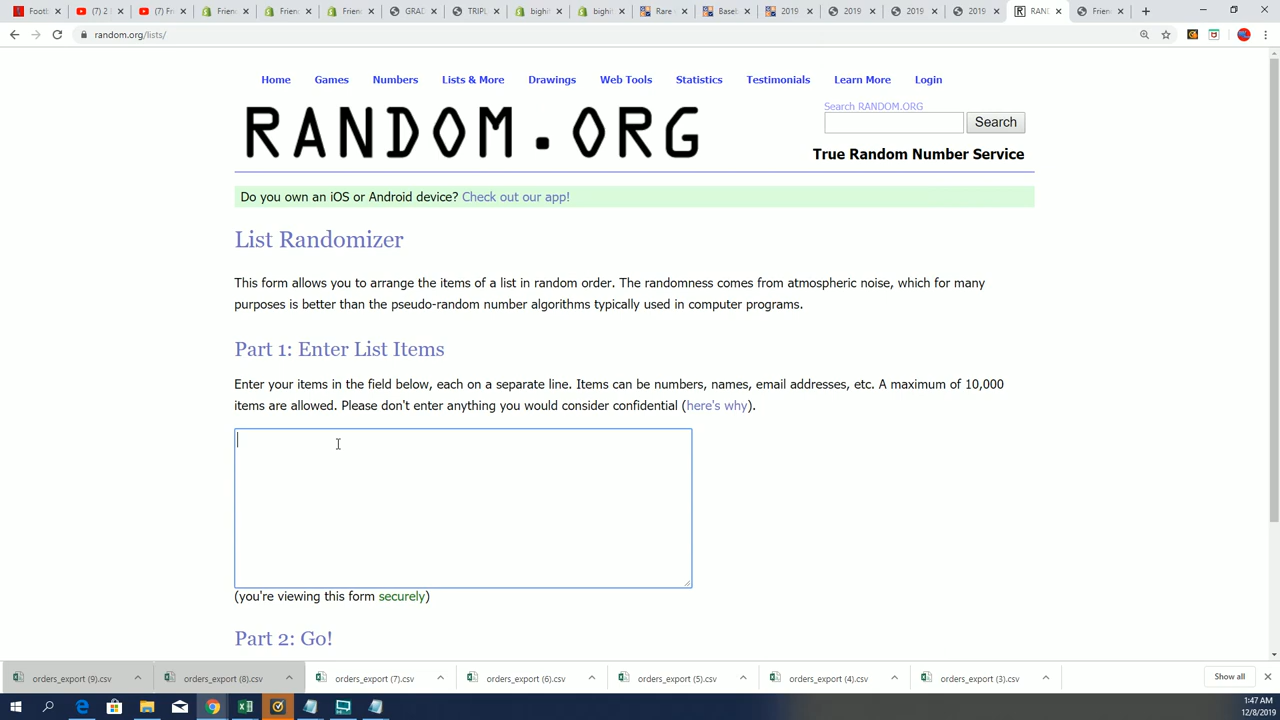 Footb
(7) 2
(7) Fr
Frien
Frien
Frien
GRAD
TRIPL
bighi
bighi
Rare
Baseb
2019
2019
2019
2019
RAND
Frien
random.org/lists/
Home Games Numbers Lists & More Drawings Web Tools Statistics Testimonials Learn More Login
RANDOM.ORG
Search RANDOM.ORG
Search
True Random Number Service
Do you own an iOS or Android device? Check out our app!
List Randomizer
This form allows you to arrange the items of a list in random order. The randomness comes from atmospheric noise, which for many
purposes is better than the pseudo-random number algorithms typically used in computer programs.
Part 1: Enter List Items
Enter your items in the field below, each on a separate line. Items can be numbers, names, email addresses, etc. A maximum of 10,000
items are allowed. Please don't enter anything you would consider confidential (here's why).
(you're viewing this form securely)
Part 2: Go!
orders_export (9).csv
orders_export (8).csv
orders_export (7).csv
orders_export (6).csv
orders_export (5).csv
orders_export (4).csv
orders_export (3).csv
Show all
1:47 AM
12/8/2019